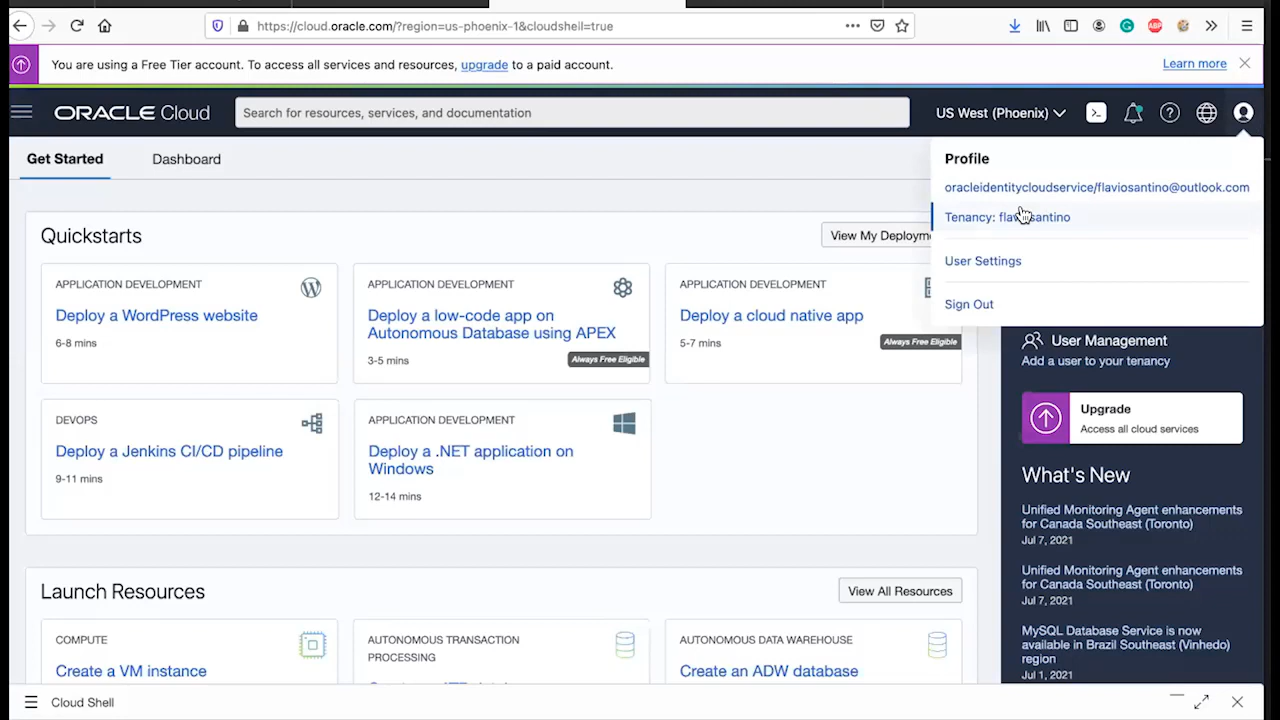 https://cloud.oracle.com/?region=us-phoenix-1&cloudshell=true
You are using a Free Tier account. To access all services and resources, upgrade to a paid account.
Learn more
ORACLE Cloud
Search for resources, services, and documentation
US West (Phoenix)
Get Started
Dashboard
Profile
oracleidentitycloudservice/flaviosantino@outlook.com
Tenancy: flaviosantino
User Settings
Sign Out
Quickstarts
View My Deployme
APPLICATION DEVELOPMENT
Deploy a WordPress website
6-8 mins
APPLICATION DEVELOPMENT
Deploy a low-code app on
Autonomous Database using APEX
3-5 mins
Always Free Eligible
APPLICATION DEVELOPMENT
Deploy a cloud native app
5-7 mins
Always Free Eligible
DEVOPS
Deploy a Jenkins CI/CD pipeline
9-11 mins
APPLICATION DEVELOPMENT
Deploy a .NET application on
Windows
12-14 mins
User Management
Add a user to your tenancy
Upgrade
Access all cloud services
What's New
Unified Monitoring Agent enhancements
for Canada Southeast (Toronto)
Jul 7, 2021
Unified Monitoring Agent enhancements
for Canada Southeast (Toronto)
Jul 7, 2021
MySQL Database Service is now
available in Brazil Southeast (Vinhedo)
region
Jul 1, 2021
Launch Resources
View All Resources
COMPUTE
Create a VM instance
AUTONOMOUS TRANSACTION
PROCESSING
AUTONOMOUS DATA WAREHOUSE
Create an ADW database
Cloud Shell